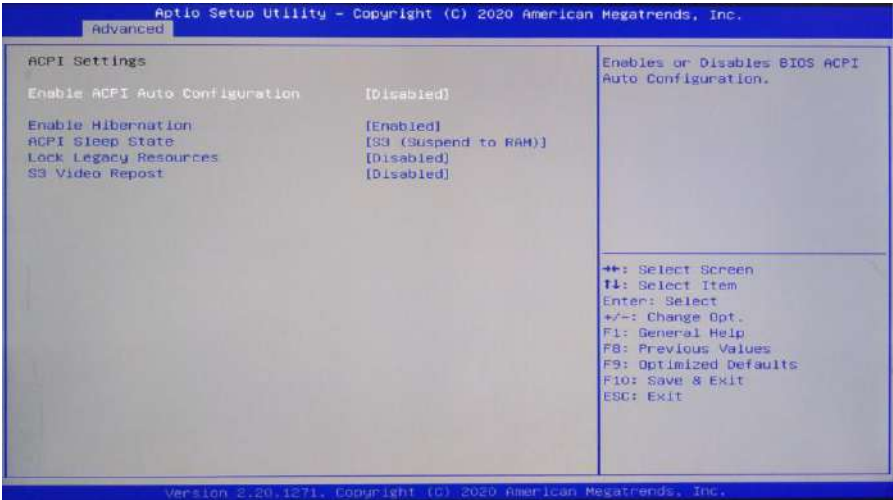 Aptio Setup Utility - Copyright (C) 2020 American Megatrends, Inc.
Advanced
ACPI Settings
Enable ACPI Auto Configuration [Disabled]
Enable Hibernation [Enabled]
ACPI Sleep State [S3 (Suspend to RAM)]
Lock Legacy Resources [Disabled]
S3 Video Repost [Disabled]
Enables or Disables BIOS ACPI
Auto Configuration.
→←: Select Screen
↑↓: Select Item
Enter: Select
+/-: Change Opt.
F1: General Help
F8: Previous Values
F9: Optimized Defaults
F10: Save & Exit
ESC: Exit
Version 2.20.1271. Copyright (C) 2020 American Megatrends, Inc.